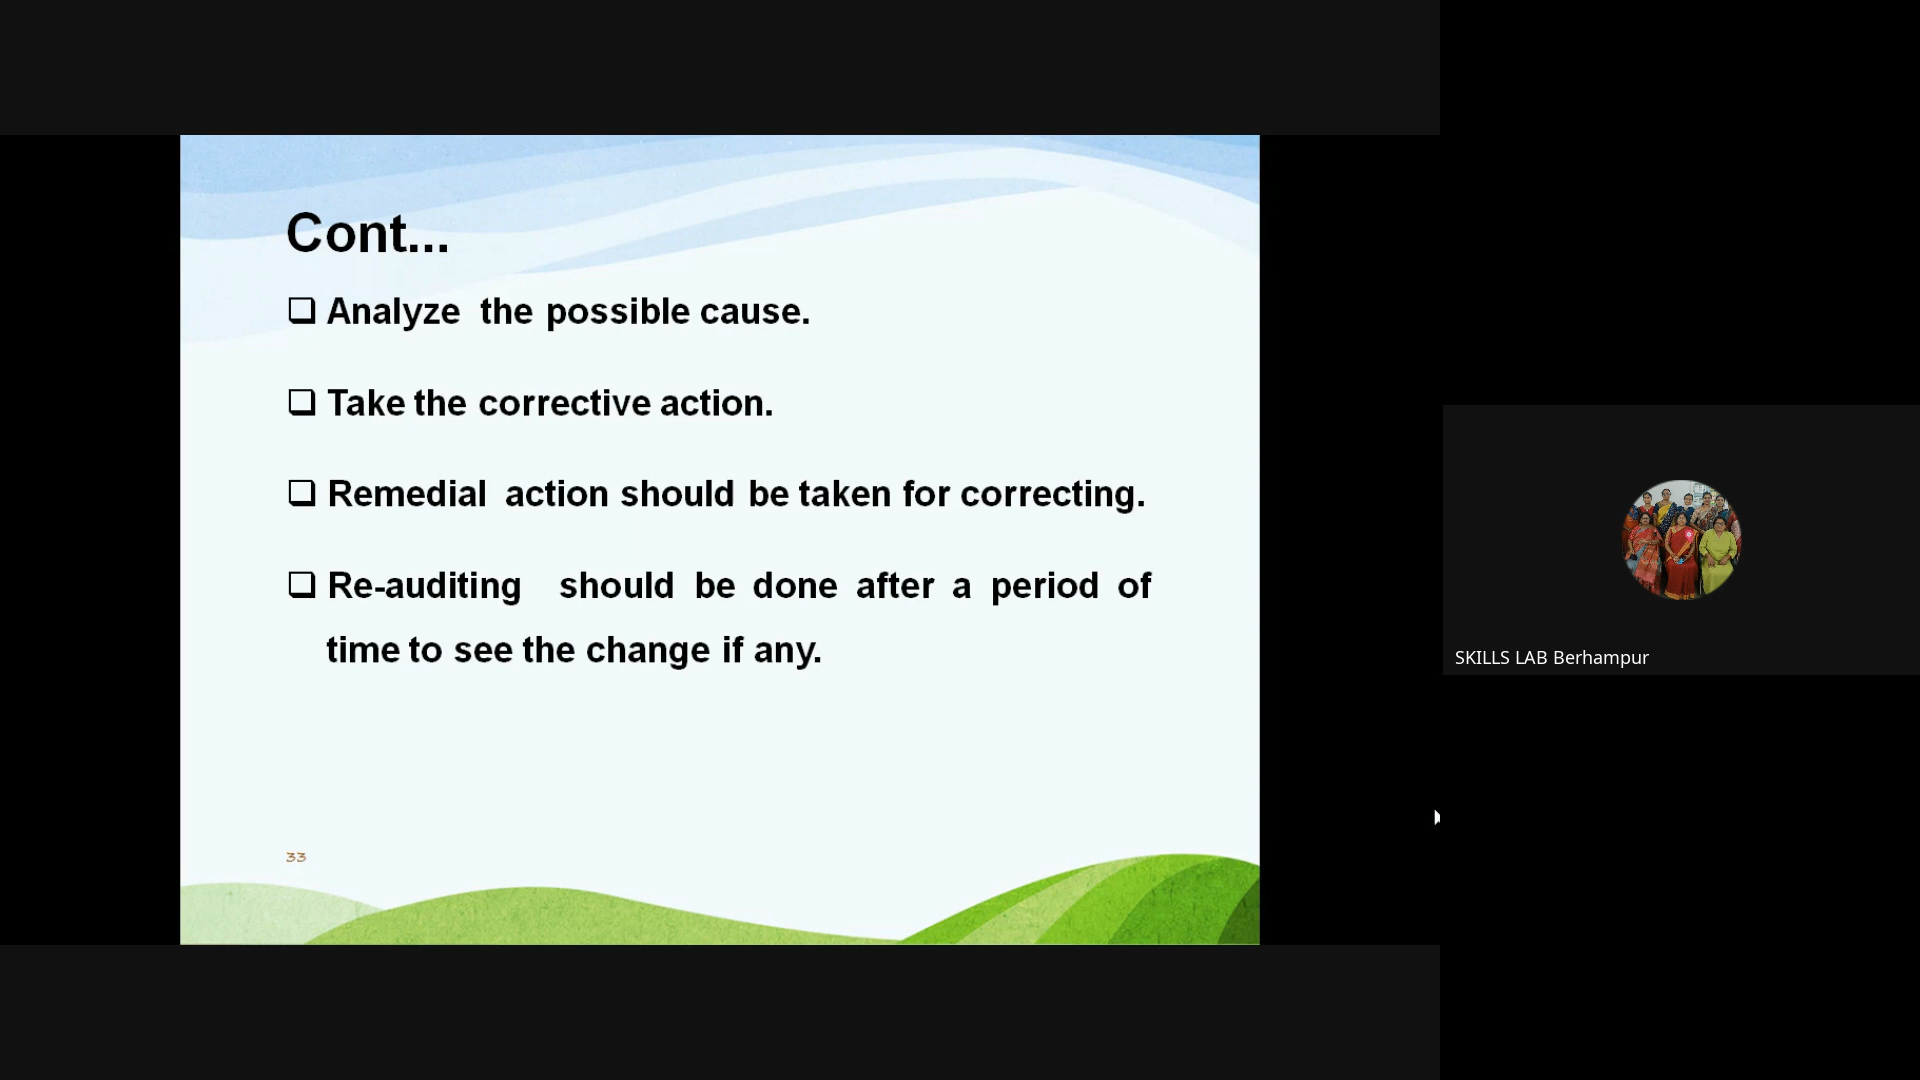 Cont...
Analyze the possible cause.
Take the corrective action.
Remedial action should be taken for correcting.
Re-auditing should be done after a period of
time to see the change if any.
33
SKILLS LAB Berhampur